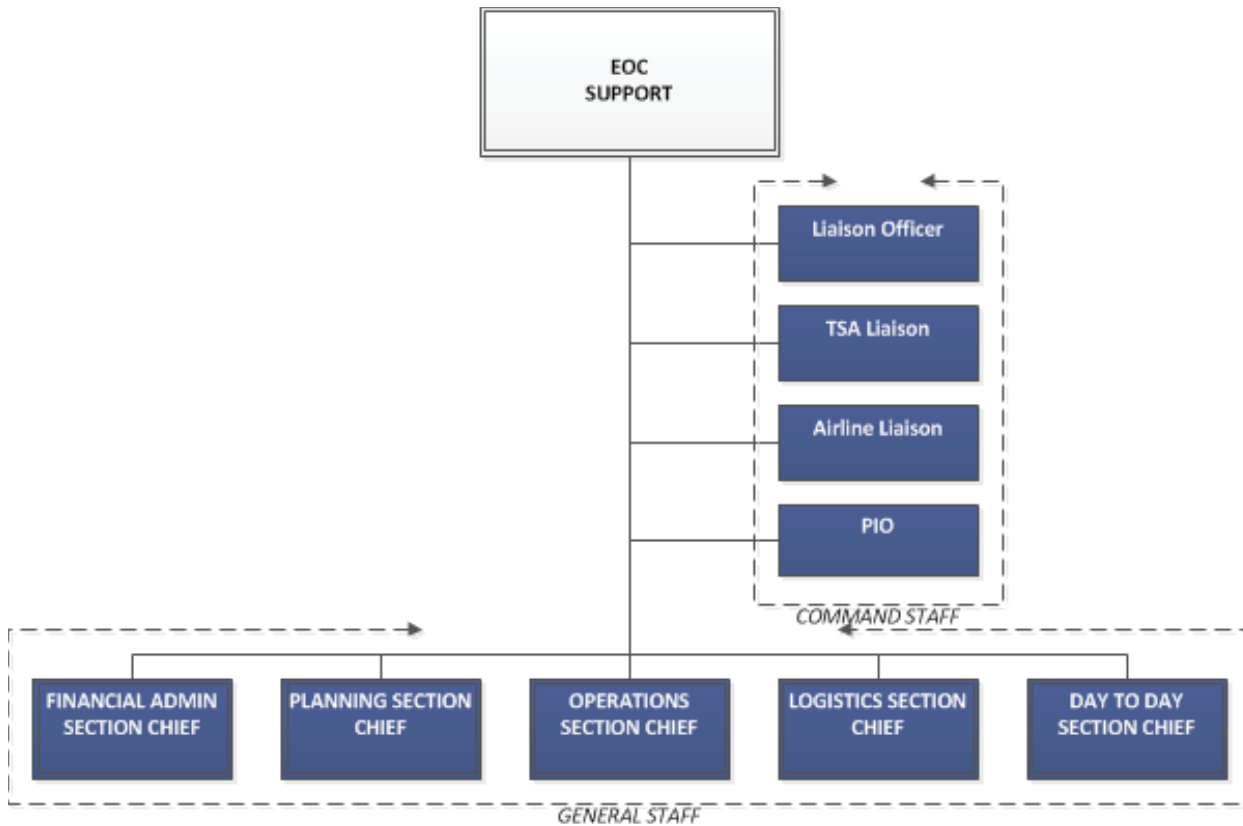 EOC
SUPPORT
Liaison Officer
TSA Liaison
Airline Liaison
PIO
COMMAND STAFF
FINANCIAL ADMIN
SECTION CHIEF
PLANNING SECTION
CHIEF
OPERATIONS
SECTION CHIEF
LOGISTICS SECTION
CHIEF
DAY TO DAY
SECTION CHIEF
GENERAL STAFF